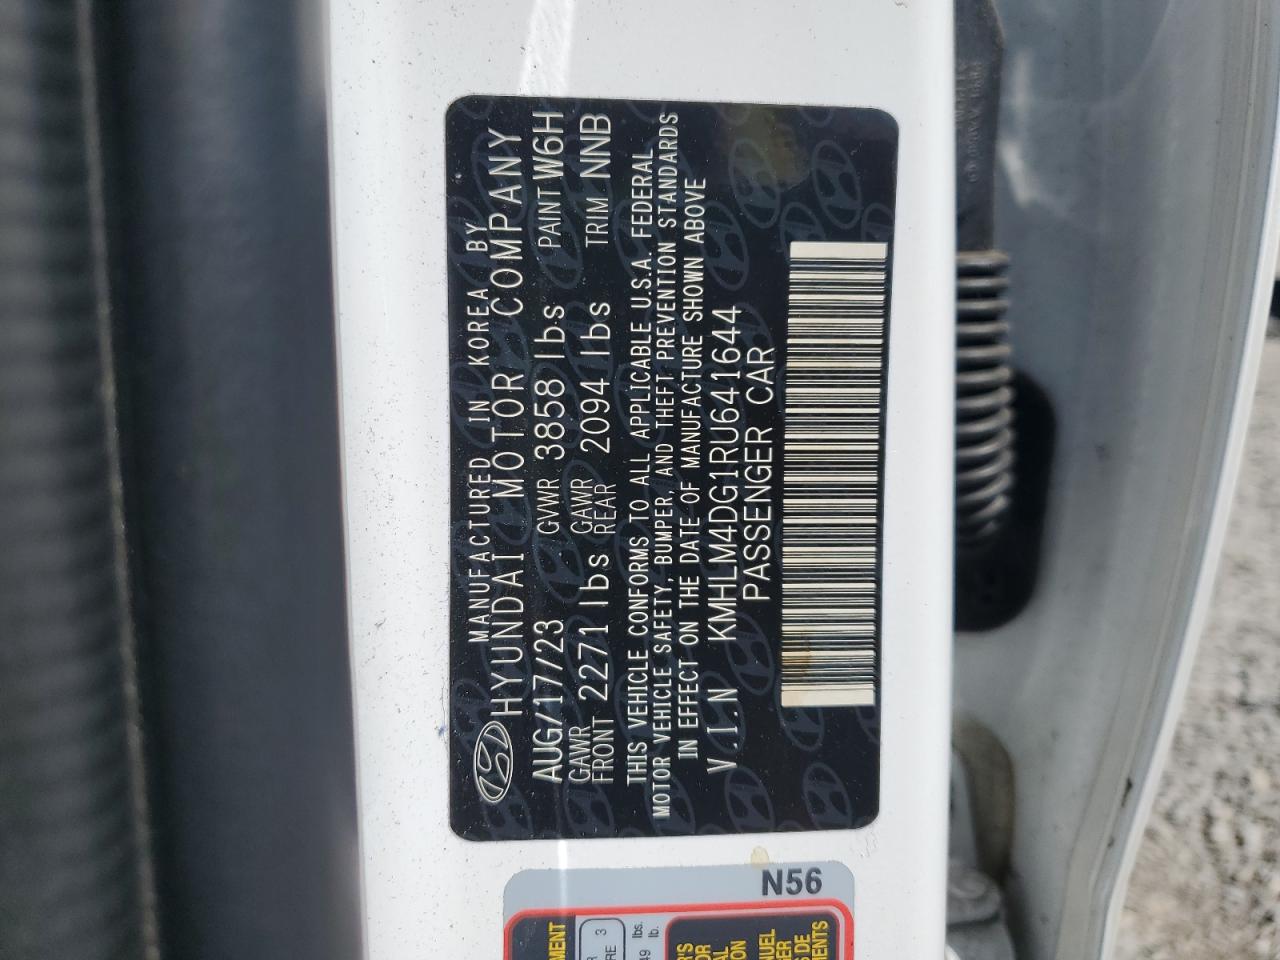 MANUFACTURED IN KOREA BY
HYUNDAI MOTOR COMPANY
AUG/17/23 GVWR 3858 lbs PAINT W6H
GAWR FRONT 2271 lbs GAWR REAR 2094 lbs TRIM NNB
THIS VEHICLE CONFORMS TO ALL APPLICABLE U.S.A. FEDERAL
MOTOR VEHICLE SAFETY, BUMPER, AND THEFT PREVENTION STANDARDS
IN EFFECT ON THE DATE OF MANUFACTURE SHOWN ABOVE
V.I.N KMHLM4DG1RU641644
PASSENGER CAR
N56